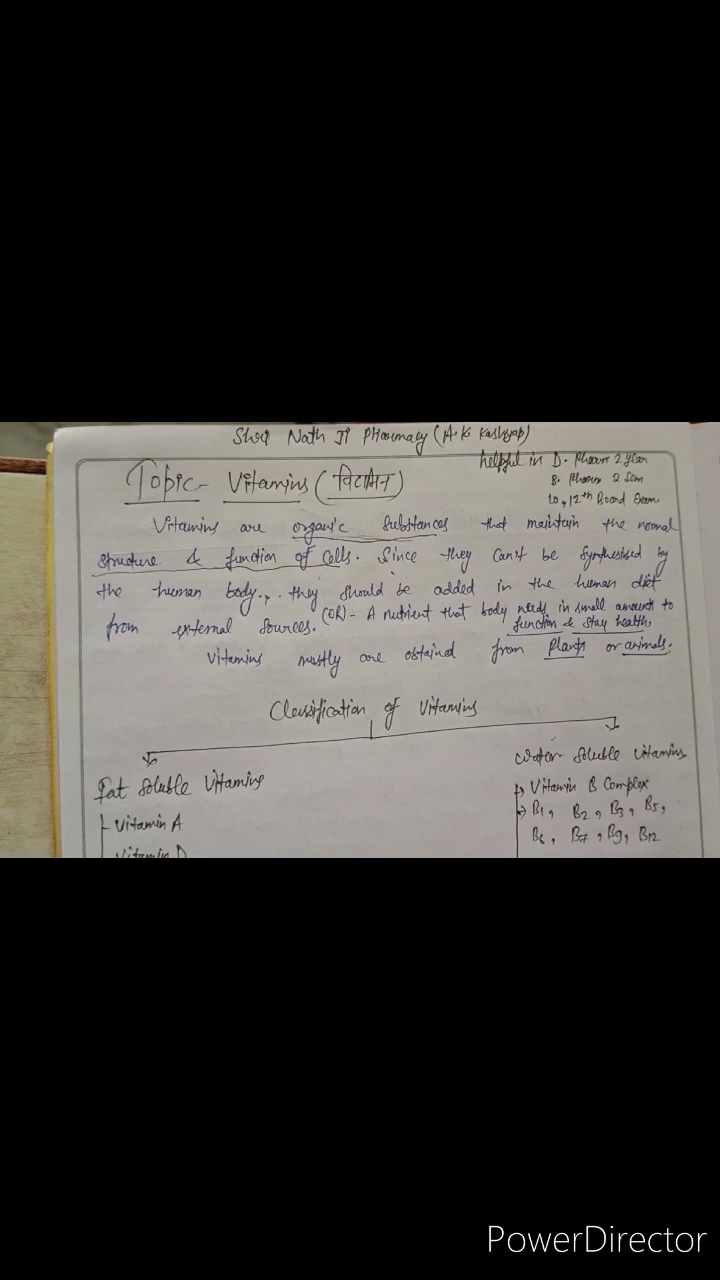 Shri Nath Ji Pharmacy (A.K Kashyap)
helpful in D. Pharm 2 year
B. Pharm 2 Sem
10, 12th Board Exam
Topic- Vitamins (विटामिन)
Vitamins are organic substances that maintain the normal
structure & function of cells. Since they can't be synthesised by
the human body.,. they should be added in the human diet
from external sources. (OR)- A nutrient that body needs in small amounts to
function & stay health.
Vitamins mostly are obtained from plants or animals.
Classification of Vitamins
Fat Soluble Vitamins
Water Soluble Vitamins
Vitamin A
Vitamin D
Vitamin B Complex
B1, B2, B3, B5,
B6, B7, B9, B12
PowerDirector